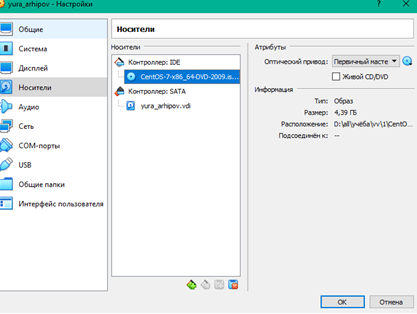 yura_arhipov - Настройки
Общие
Система
Дисплей
Носители
Аудио
Сеть
COM-порты
USB
Общие папки
Интерфейс пользователя
Носители
Носители
Контроллер: IDE
CentOS-7-x86_64-DVD-2009.is...
Контроллер: SATA
yura_arhipov.vdi
Атрибуты
Оптический привод: Первичный масте
Живой CD/DVD
Информация
Тип: Образ
Размер: 4,39 ГБ
Расположение: D:\all\учёба\vv\1\CentO...
Подсоединён к: --
OK Отмена